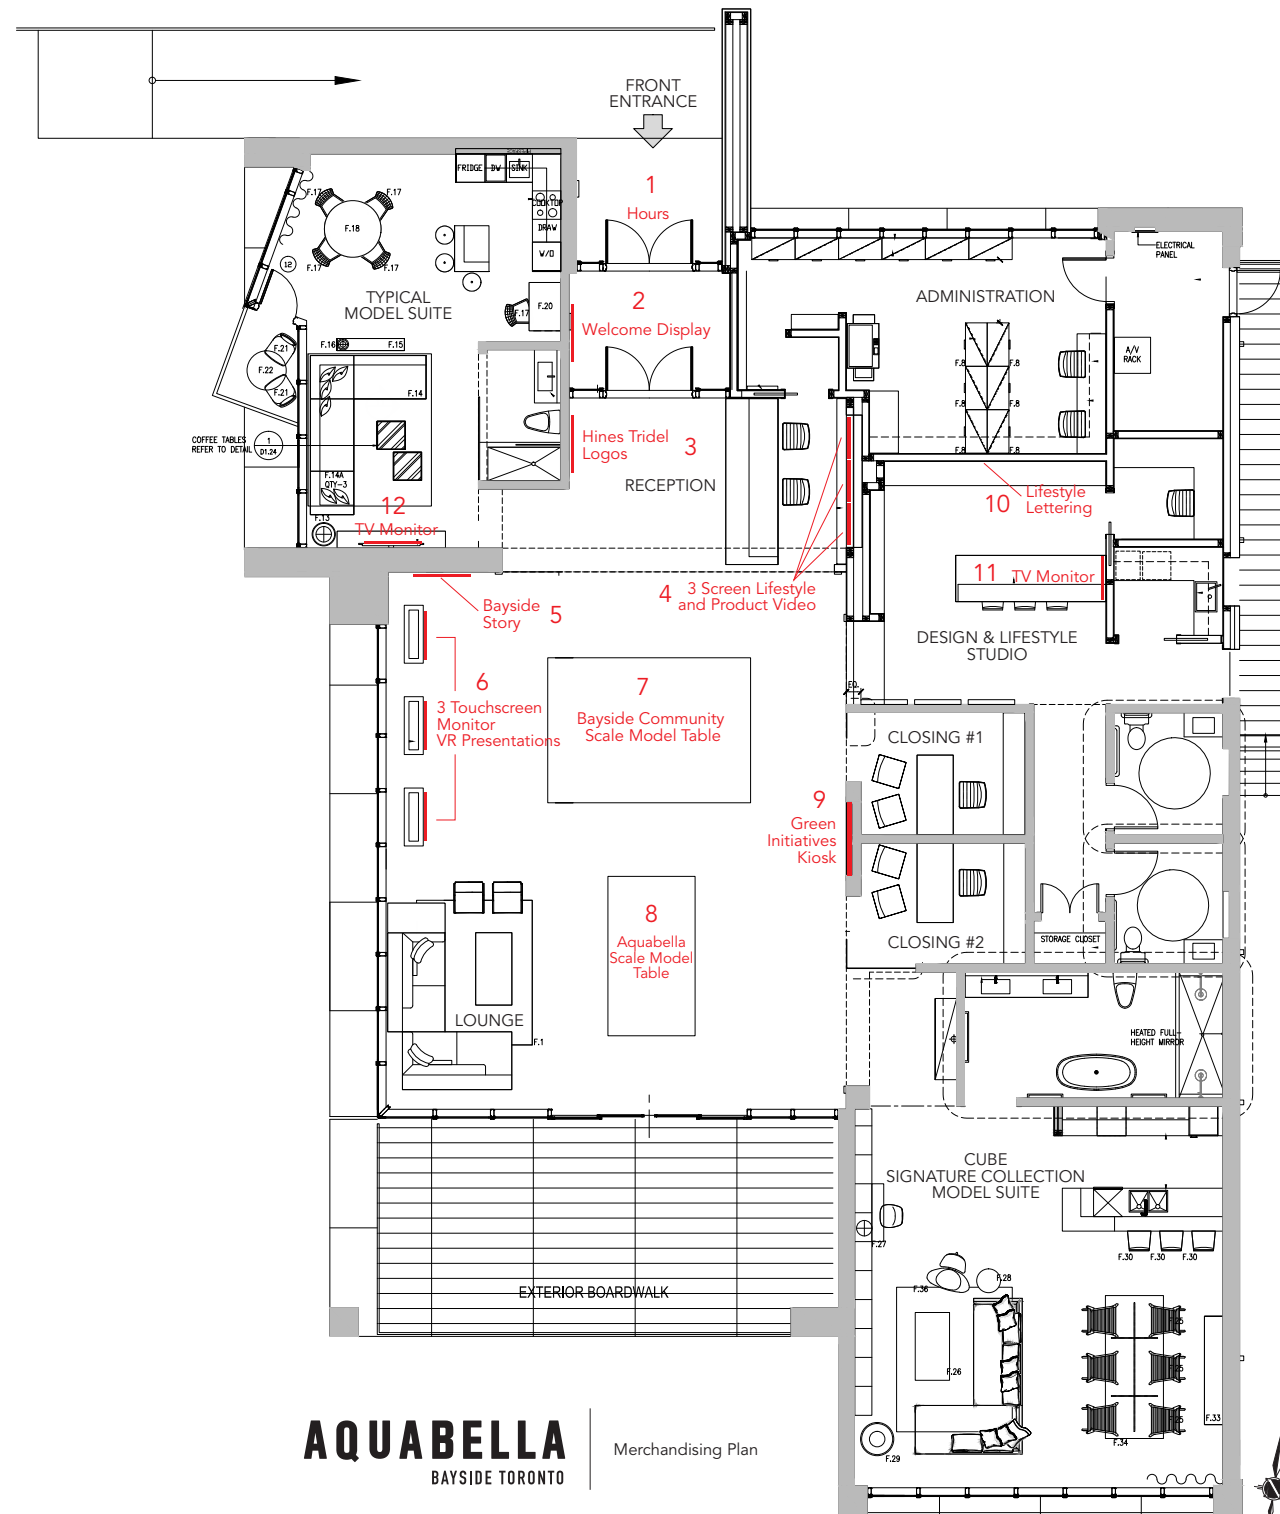 FRONT
ENTRANCE
1
Hours
FRIDGE
DW
SINK
COOKTOP
DRAW
W/D
F.17
F.17
F.18
F.17
F.17
12
TYPICAL
MODEL SUITE
F.17
F.20
2
Welcome Display
ELECTRICAL
PANEL
ADMINISTRATION
A/V
RACK
F.16
F.15
F.21
F.22
F.21
F.14
F.8
F.8
F.8
F.8
F.8
F.8
COFFEE TABLES
REFER TO DETAIL
1
D1.24
Hines Tridel
Logos
3
RECEPTION
F.14A
QTY-3
F.13
12
TV Monitor
10
Lifestyle
Lettering
4
3 Screen Lifestyle
and Product Video
11
TV Monitor
Bayside
Story
5
DESIGN & LIFESTYLE
STUDIO
EQ.
6
3 Touchscreen
Monitor
VR Presentations
7
Bayside Community
Scale Model Table
CLOSING #1
9
Green
Initiatives
Kiosk
8
Aquabella
Scale Model
Table
CLOSING #2
STORAGE CLOSET
LOUNGE
F.1
HEATED FULL-
HEIGHT MIRROR
CUBE
SIGNATURE COLLECTION
MODEL SUITE
F.27
F.30
F.30
F.30
F.36
F.28
EXTERIOR BOARDWALK
F.26
F.25
F.25
F.25
F.33
F.34
F.29
AQUABELLA
BAYSIDE TORONTO
Merchandising Plan